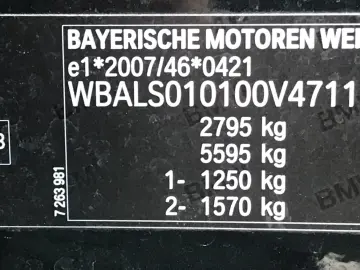 BAYERISCHE MOTOREN WE
e1*2007/46*0421
WBALS010100V4711
2795 kg
5595 kg
1- 1250 kg
2- 1570 kg
7 263 981